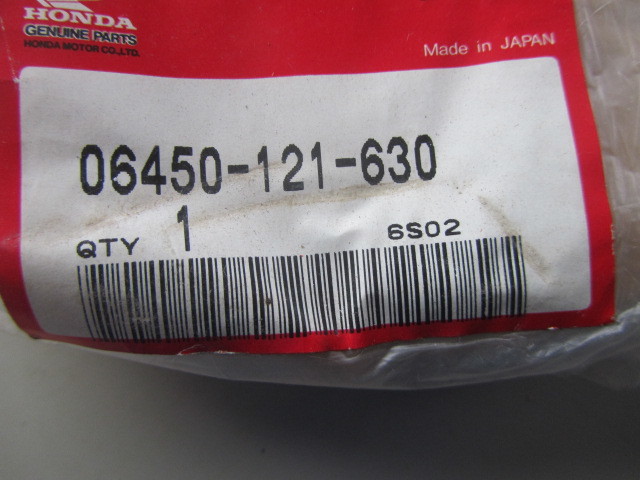 HONDA
GENUINE PARTS
HONDA MOTOR CO.,LTD.
Made in JAPAN
06450-121-630
QTY 1 6S02